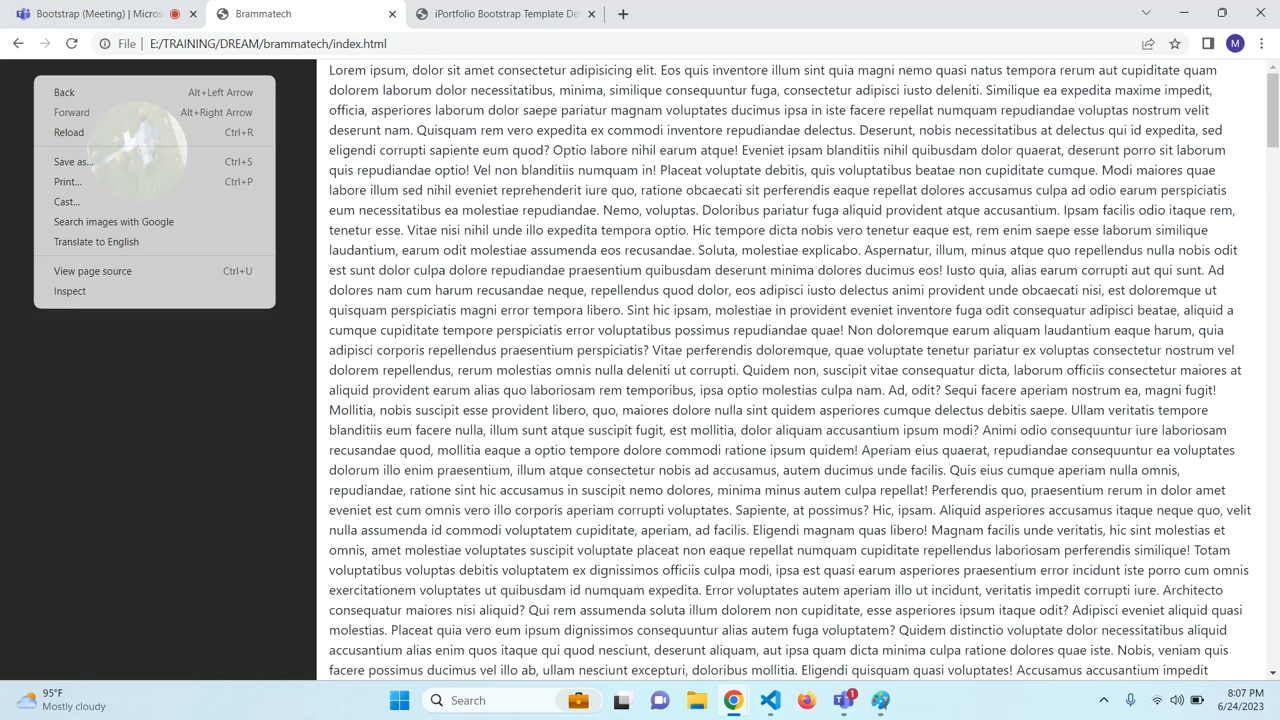 Bootstrap (Meeting) | Micros
Brammatech
iPortfolio Bootstrap Template De
File
E:/TRAINING/DREAM/brammatech/index.html
M
Back Alt+Left Arrow
Forward Alt+Right Arrow
Reload Ctrl+R
Save as... Ctrl+S
Print... Ctrl+P
Cast...
Search images with Google
Translate to English
View page source Ctrl+U
Inspect
Lorem ipsum, dolor sit amet consectetur adipisicing elit. Eos quis inventore illum sint quia magni nemo quasi natus tempora rerum aut cupiditate quam
dolorem laborum dolor necessitatibus, minima, similique consequuntur fuga, consectetur adipisci iusto deleniti. Similique ea expedita maxime impedit,
officia, asperiores laborum dolor saepe pariatur magnam voluptates ducimus ipsa in iste facere repellat numquam repudiandae voluptas nostrum velit
deserunt nam. Quisquam rem vero expedita ex commodi inventore repudiandae delectus. Deserunt, nobis necessitatibus at delectus qui id expedita, sed
eligendi corrupti sapiente eum quod? Optio labore nihil earum atque! Eveniet ipsam blanditiis nihil quibusdam dolor quaerat, deserunt porro sit laborum
quis repudiandae optio! Vel non blanditiis numquam in! Placeat voluptate debitis, quis voluptatibus beatae non cupiditate cumque. Modi maiores quae
labore illum sed nihil eveniet reprehenderit iure quo, ratione obcaecati sit perferendis eaque repellat dolores accusamus culpa ad odio earum perspiciatis
eum necessitatibus ea molestiae repudiandae. Nemo, voluptas. Doloribus pariatur fuga aliquid provident atque accusantium. Ipsam facilis odio itaque rem,
tenetur esse. Vitae nisi nihil unde illo expedita tempora optio. Hic tempore dicta nobis vero tenetur eaque est, rem enim saepe esse laborum similique
laudantium, earum odit molestiae assumenda eos recusandae. Soluta, molestiae explicabo. Aspernatur, illum, minus atque quo repellendus nulla nobis odit
est sunt dolor culpa dolore repudiandae praesentium quibusdam deserunt minima dolores ducimus eos! Iusto quia, alias earum corrupti aut qui sunt. Ad
dolores nam cum harum recusandae neque, repellendus quod dolor, eos adipisci iusto delectus animi provident unde obcaecati nisi, est doloremque ut
quisquam perspiciatis magni error tempora libero. Sint hic ipsam, molestiae in provident eveniet inventore fuga odit consequatur adipisci beatae, aliquid a
cumque cupiditate tempore perspiciatis error voluptatibus possimus repudiandae quae! Non doloremque earum aliquam laudantium eaque harum, quia
adipisci corporis repellendus praesentium perspiciatis? Vitae perferendis doloremque, quae voluptate tenetur pariatur ex voluptas consectetur nostrum vel
dolorem repellendus, rerum molestias omnis nulla deleniti ut corrupti. Quidem non, suscipit vitae consequatur dicta, laborum officiis consectetur maiores at
aliquid provident earum alias quo laboriosam rem temporibus, ipsa optio molestias culpa nam. Ad, odit? Sequi facere aperiam nostrum ea, magni fugit!
Mollitia, nobis suscipit esse provident libero, quo, maiores dolore nulla sint quidem asperiores cumque delectus debitis saepe. Ullam veritatis tempore
blanditiis eum facere nulla, illum sunt atque suscipit fugit, est mollitia, dolor aliquam accusantium ipsum modi? Animi odio consequuntur iure laboriosam
recusandae quod, mollitia eaque a optio tempore dolore commodi ratione ipsum quidem! Aperiam eius quaerat, repudiandae consequuntur ea voluptates
dolorum illo enim praesentium, illum atque consectetur nobis ad accusamus, autem ducimus unde facilis. Quis eius cumque aperiam nulla omnis,
repudiandae, ratione sint hic accusamus in suscipit nemo dolores, minima minus autem culpa repellat! Perferendis quo, praesentium rerum in dolor amet
eveniet est cum omnis vero illo corporis aperiam corrupti voluptates. Sapiente, at possimus? Hic, ipsam. Aliquid asperiores accusamus itaque neque quo, velit
nulla assumenda id commodi voluptatem cupiditate, aperiam, ad facilis. Eligendi magnam quas libero! Magnam facilis unde veritatis, hic sint molestias et
omnis, amet molestiae voluptates suscipit voluptate placeat non eaque repellat numquam cupiditate repellendus laboriosam perferendis similique! Totam
voluptatibus voluptas debitis voluptatem ex dignissimos officiis culpa modi, ipsa est quasi earum asperiores praesentium error incidunt iste porro cum omnis
exercitationem voluptates ut quibusdam id numquam expedita. Error voluptates autem aperiam illo ut incidunt, veritatis impedit corrupti iure. Architecto
consequatur maiores nisi aliquid? Qui rem assumenda soluta illum dolorem non cupiditate, esse asperiores ipsum itaque odit? Adipisci eveniet aliquid quasi
molestias. Placeat quia vero eum ipsum dignissimos consequuntur alias autem fuga voluptatem? Quidem distinctio voluptate dolor necessitatibus aliquid
accusantium alias enim quos itaque qui quod nesciunt, deserunt aliquam, aut ipsa quam dicta minima culpa ratione dolores quae iste. Nobis, veniam quis
facere possimus ducimus vel illo ab, ullam nesciunt excepturi, doloribus mollitia. Eligendi quisquam quasi voluptates! Accusamus accusantium impedit
95°F
Mostly cloudy
Search
1
8:07 PM
6/24/2023